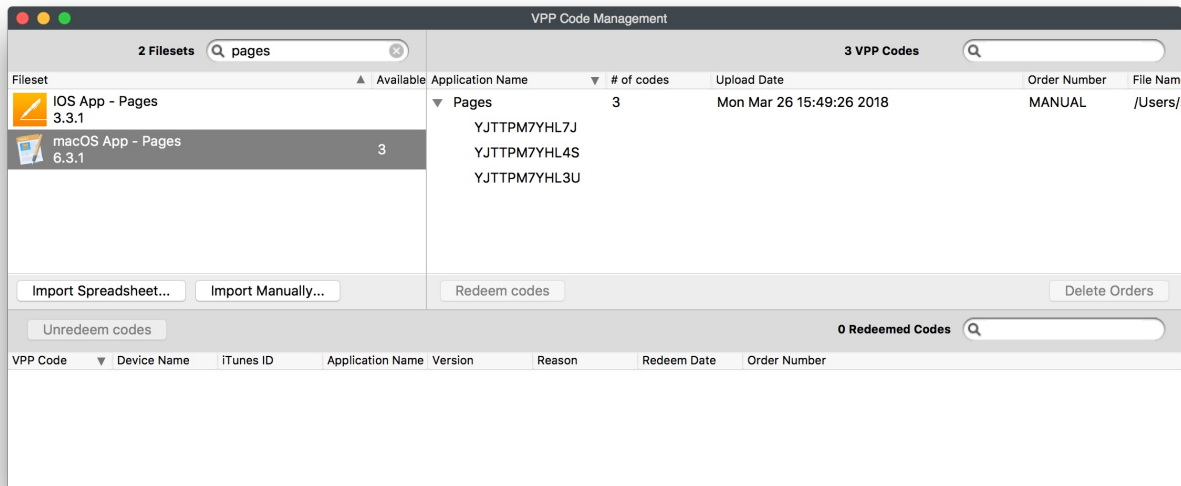 VPP Code Management
2 Filesets pages
3 VPP Codes
Fileset Available
IOS App - Pages
3.3.1
macOS App - Pages
6.3.1
3
Application Name # of codes Upload Date Order Number File Nam
Pages 3 Mon Mar 26 15:49:26 2018 MANUAL /Users/
YJTTPM7YHL7J
YJTTPM7YHL4S
YJTTPM7YHL3U
Import Spreadsheet... Import Manually... Redeem codes Delete Orders
Unredeem codes 0 Redeemed Codes
VPP Code Device Name iTunes ID Application Name Version Reason Redeem Date Order Number